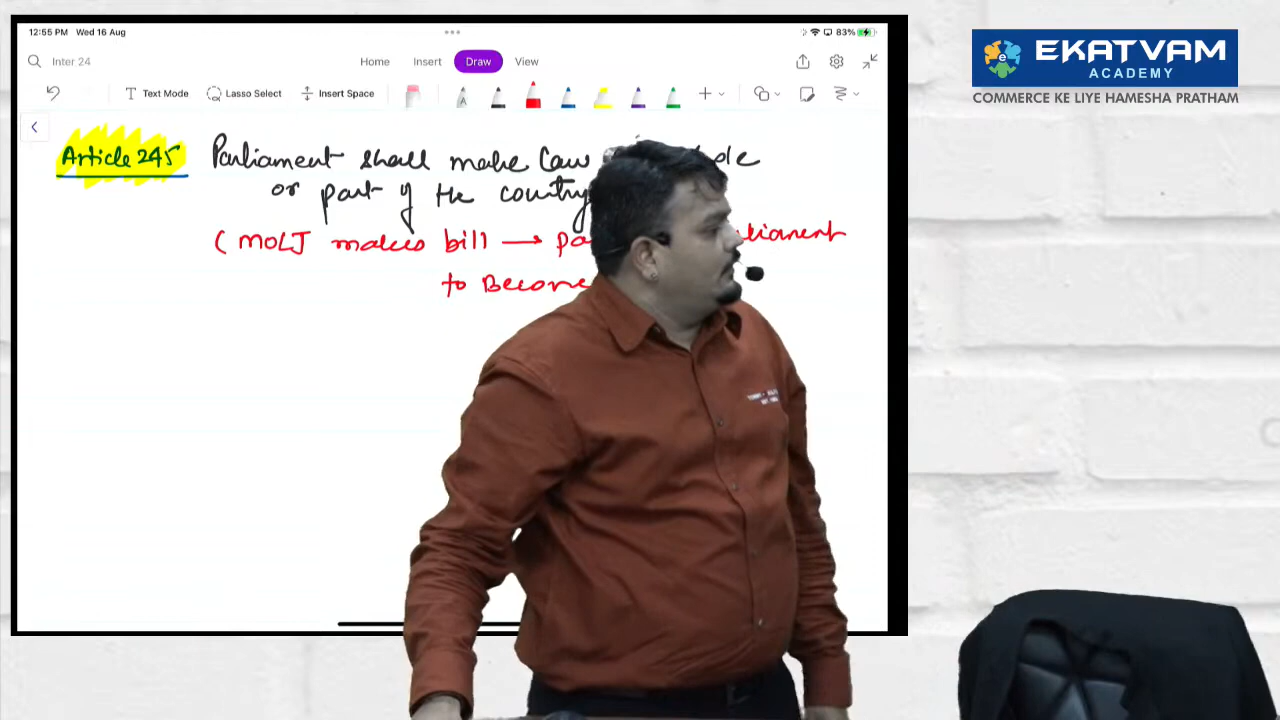 12:55 PM Wed 16 Aug
83%
Inter 24
Home Insert Draw View
Text Mode Lasso Select Insert Space
Article 245 Parliament shall make law
or part of the country
( MOLJ makes bill →
to Become
EKATVAM
ACADEMY
COMMERCE KE LIYE HAMESHA PRATHAM